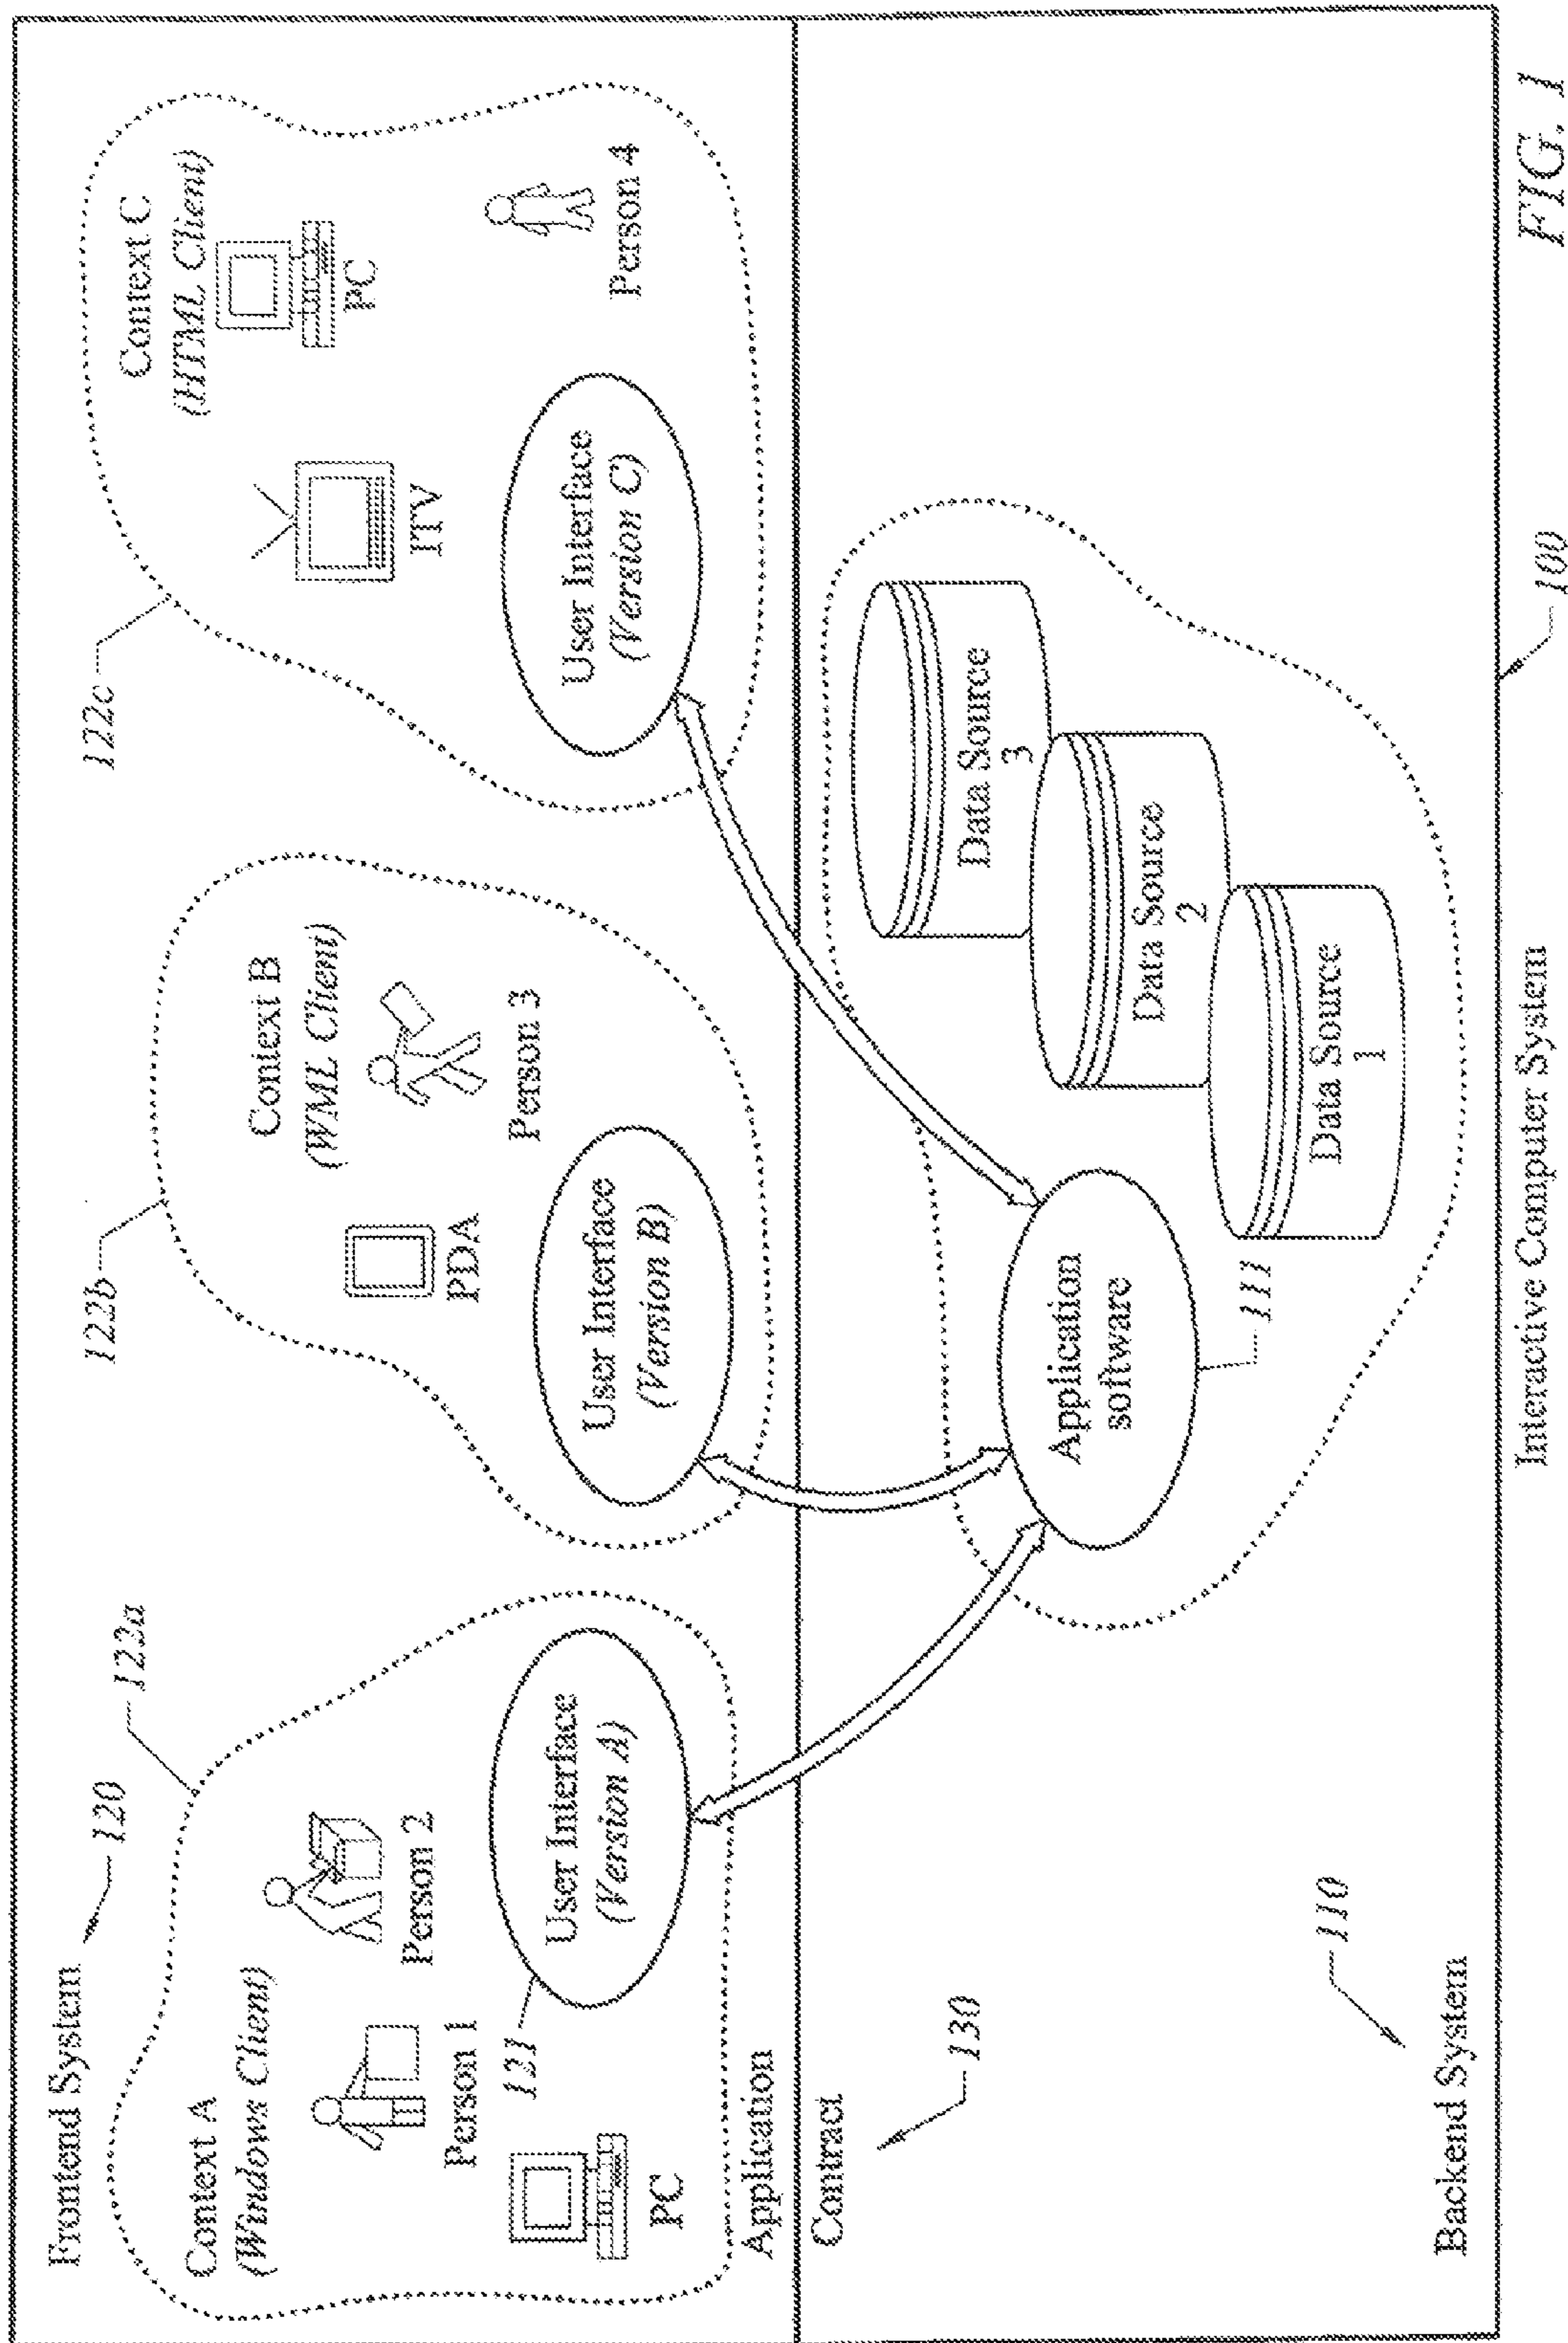 Frontend System
120
Context A
(Windows Client)
Person 1
Person 2
PC
121
User Interface
(Version A)
122a
122b
Context B
(WML Client)
PDA
Person 3
User Interface
(Version B)
122c
Context C
(HTML Client)
ITV
PC
Person 4
User Interface
(Version C)
Application
Contract
130
Application
software
111
Data Source
1
Data Source
2
Data Source
3
Backend System
110
Interactive Computer System
100
FIG. 1